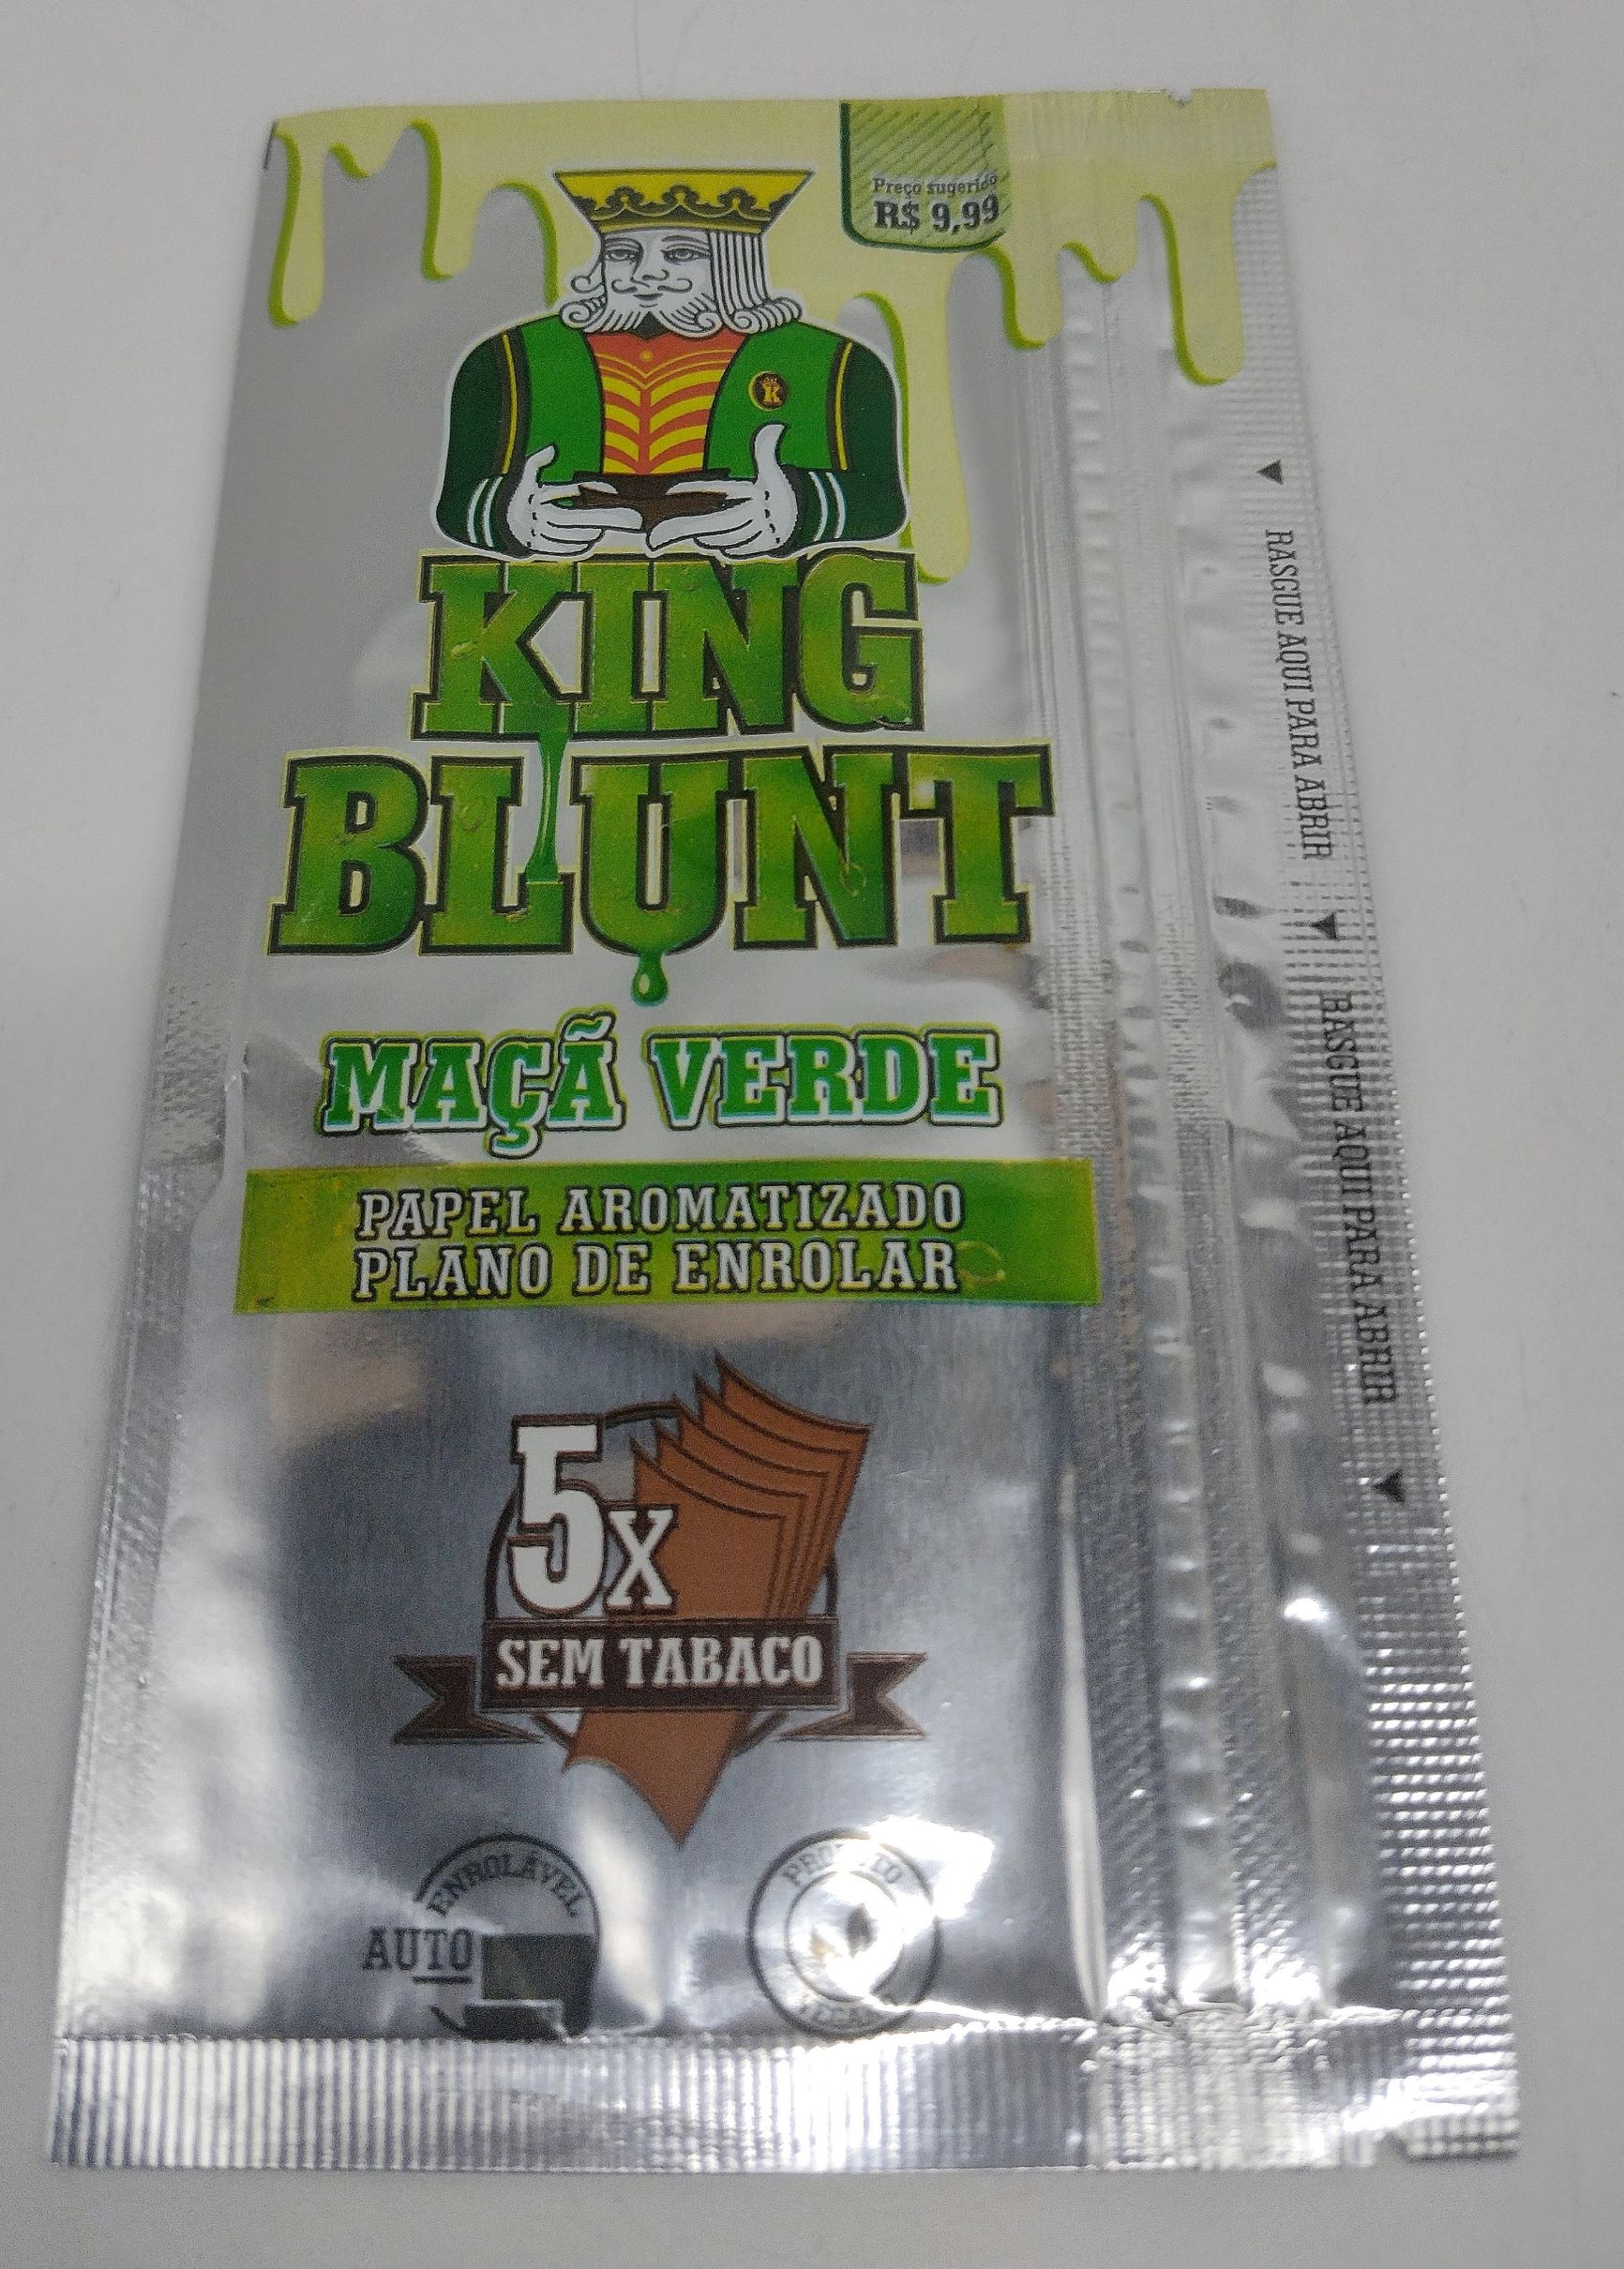 Preço sugerido
R$ 9,99
K
KING
BLUNT
MAÇÃ VERDE
PAPEL AROMATIZADO
PLANO DE ENROLAR
5X
SEM TABACO
ENROLÁVEL
AUTO
RASGUE AQUI PARA ABRIR
RASGUE AQUI PARA ABRIR